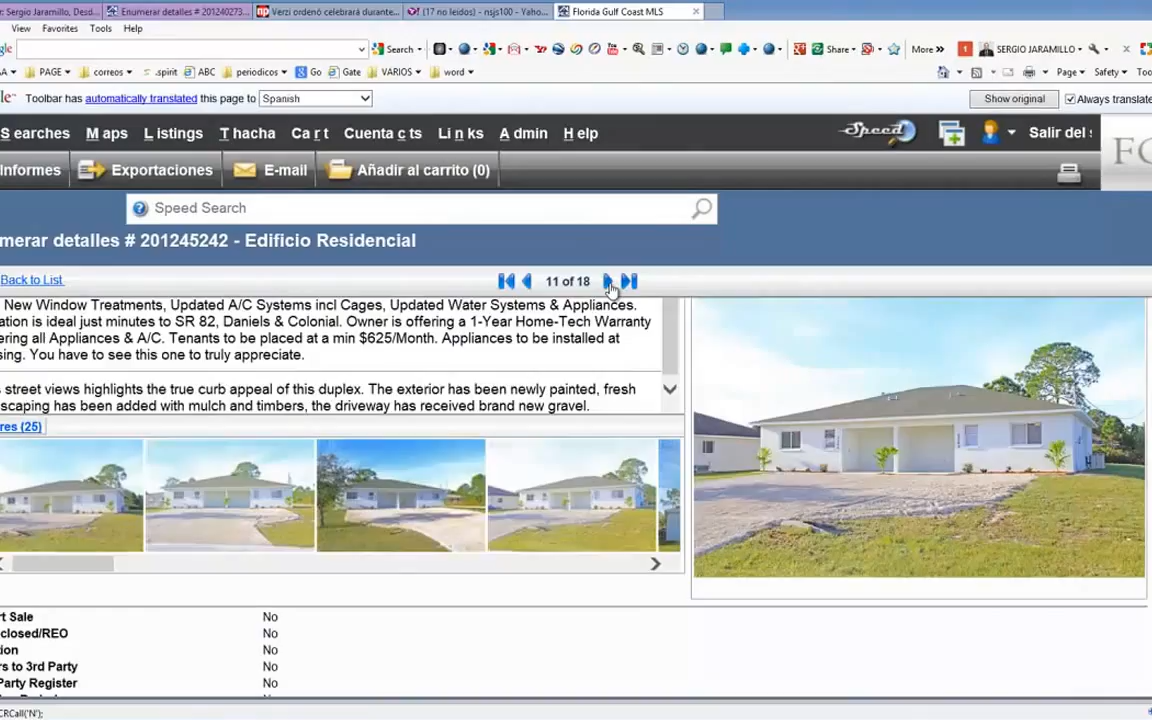 : Sergio Jaramillo, Desd...
Enumerar detalles # 201240273...
Verzi ordenó celebrará durante...
(17 no leidos) - nsjs100 - Yaho...
Florida Gulf Coast MLS
View Favorites Tools Help
gle Search Share More » 1 SERGIO JARAMILLO
A PAGE correos .spirit ABC periodicos Go Gate VARIOS word Page Safety Too
le™ Toolbar has automatically translated this page to Spanish Show original Always translate
S earches M aps L istings T hacha Ca r t Cuenta c ts Li n ks A dmin H elp Speed Salir del :
Informes Exportaciones E-mail Añadir al carrito (0) FG
Speed Search
merar detalles # 201245242 - Edificio Residencial
Back to List 11 of 18
New Window Treatments, Updated A/C Systems incl Cages, Updated Water Systems & Appliances.
ation is ideal just minutes to SR 82, Daniels & Colonial. Owner is offering a 1-Year Home-Tech Warranty
ering all Appliances & A/C. Tenants to be placed at a min $625/Month. Appliances to be installed at
sing. You have to see this one to truly appreciate.
s street views highlights the true curb appeal of this duplex. The exterior has been newly painted, fresh
scaping has been added with mulch and timbers, the driveway has received brand new gravel.
res (25)
rt Sale No
closed/REO No
tion No
rs to 3rd Party No
Party Register No
CRCall('N');